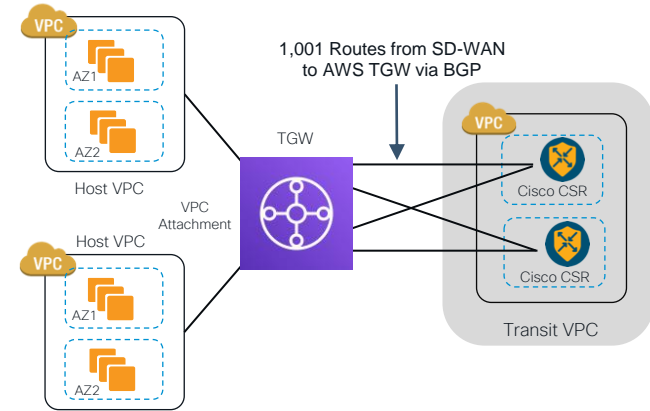 VPC
AZ1
AZ2
Host VPC
1,001 Routes from SD-WAN
to AWS TGW via BGP
TGW
VPC
Attachment
VPC
Cisco CSR
Cisco CSR
Transit VPC
Host VPC
VPC
AZ1
AZ2